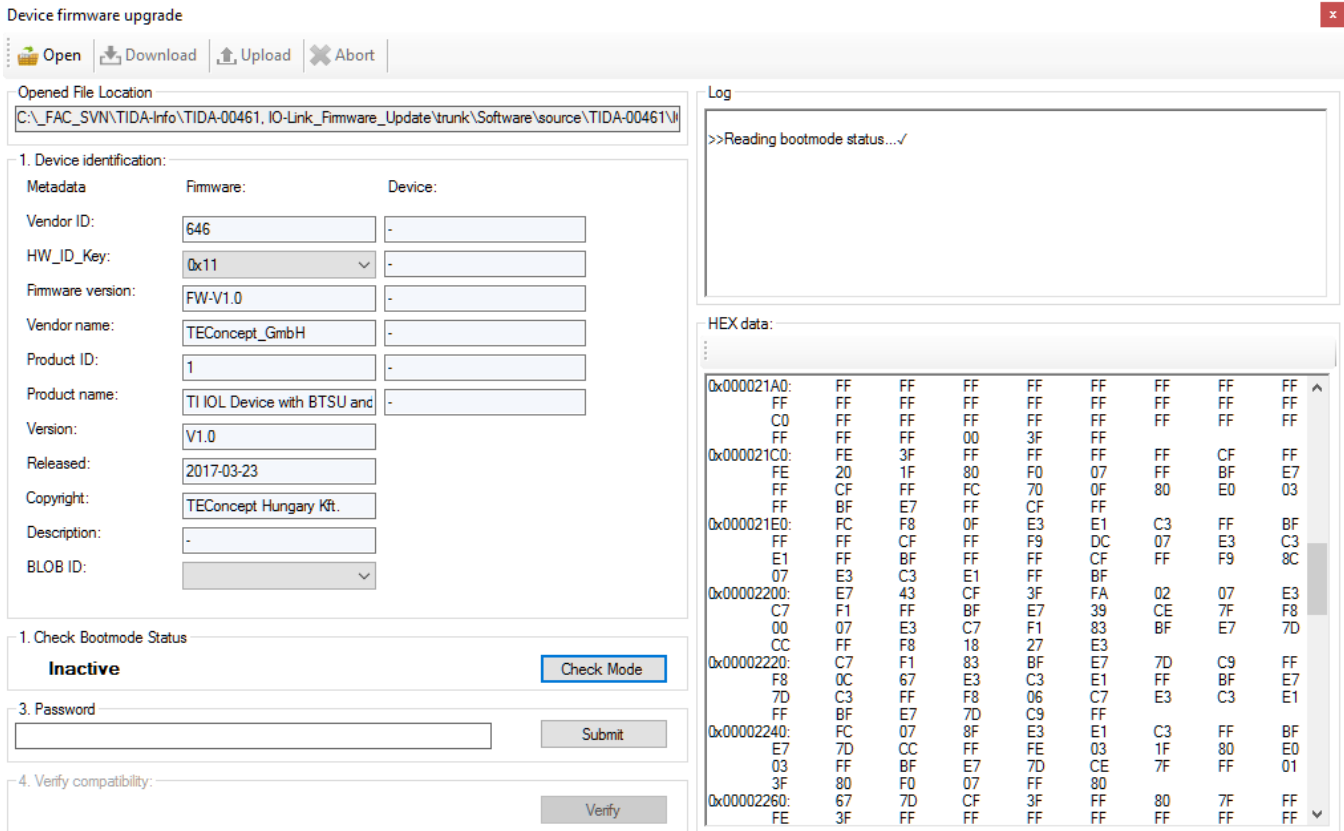 Device firmware upgrade
x
Open Download Upload Abort
Opened File Location
C:\_FAC_SVN\TIDA-Info\TIDA-00461, IO-Link_Firmware_Update\trunk\Software\source\TIDA-00461\
1. Device identification:
Metadata Firmware: Device:
Vendor ID: 646 -
HW_ID_Key: 0x11 -
Firmware version: FW-V1.0 -
Vendor name: TEConcept_GmbH -
Product ID: 1 -
Product name: TI IOL Device with BTSU and -
Version: V1.0
Released: 2017-03-23
Copyright: TEConcept Hungary Kft.
Description: -
BLOB ID:
1. Check Bootmode Status
Inactive Check Mode
3. Password
Submit
4. Verify compatibility:
Verify
Log
>>Reading bootmode status...✓
HEX data:
0x000021A0: FF FF FF FF FF FF FF FF
FF FF FF FF FF FF FF FF FF
C0 FF FF FF FF FF FF FF FF
FF FF FF 00 3F FF
0x000021C0: FE 3F FF FF FF FF CF FF
FE 20 1F 80 F0 07 FF BF E7
FF CF FF FC 70 0F 80 E0 03
FF BF E7 FF CF FF
0x000021E0: FC F8 0F E3 E1 C3 FF BF
FF FF CF FF F9 DC 07 E3 C3
E1 FF BF FF FF CF FF F9 8C
07 E3 C3 E1 FF BF
0x00002200: E7 43 CF 3F FA 02 07 E3
C7 F1 FF BF E7 39 CE 7F F8
00 07 E3 C7 F1 83 BF E7 7D
CC FF F8 18 27 E3
0x00002220: C7 F1 83 BF E7 7D C9 FF
F8 0C 67 E3 C3 E1 FF BF E7
7D C3 FF F8 06 C7 E3 C3 E1
FF BF E7 7D C9 FF
0x00002240: FC 07 8F E3 E1 C3 FF BF
E7 7D CC FF FE 03 1F 80 E0
03 FF BF E7 7D CE 7F FF 01
3F 80 F0 07 FF 80
0x00002260: 67 7D CF 3F FF 80 7F FF
FE 3F FF FF FF FF FF FF FF